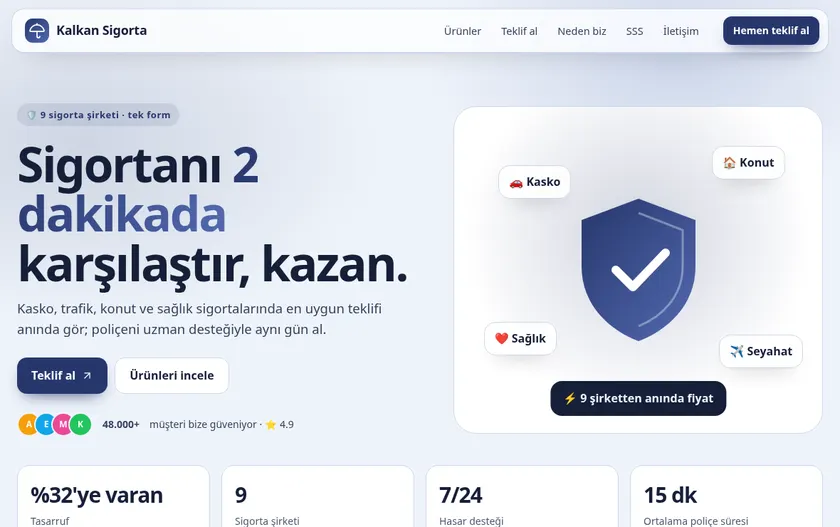 Kalkan Sigorta
Ürünler
Teklif al
Neden biz
SSS
İletişim
Hemen teklif al
9 sigorta şirketi · tek form
Sigortanı 2
dakikada
karşılaştır, kazan.
Kasko, trafik, konut ve sağlık sigortalarında en uygun teklifi
anında gör; poliçeni uzman desteğiyle aynı gün al.
Teklif al
Ürünleri incele
A E M K
48.000+ müşteri bize güveniyor · ⭐ 4.9
🚗 Kasko
🏠 Konut
❤️ Sağlık
✈️ Seyahat
⚡ 9 şirketten anında fiyat
%32'ye varan
Tasarruf
9
Sigorta şirketi
7/24
Hasar desteği
15 dk
Ortalama poliçe süresi